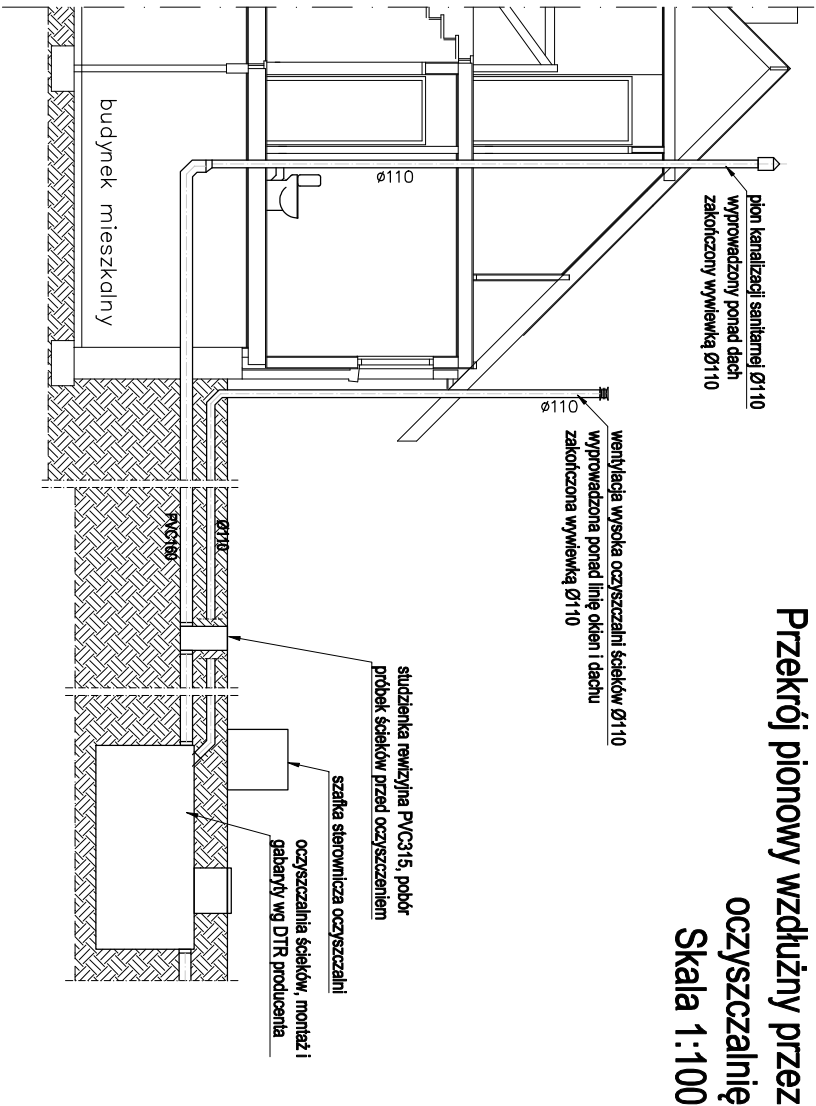 Przekrój pionowy wzdłużny przez
oczyszczalnię
Skala 1:100
pion kanalizacji sanitarnej Ø110
wyprowadzony ponad dach
zakończony wywiewką Ø110
ø110
wentylacja wysoka oczyszczalni ścieków Ø110
wyprowadzona ponad linię okien i dachu
zakończona wywiewką Ø110
ø110
studzienka rewizyjna PVC315, pobór
próbek ścieków przed oczyszczeniem
szafka sterownicza oczyszczalni
oczyszczalnia ścieków, montaż i
gabaryty wg DTR producenta
Ø110
PVC160
budynek mieszkalny